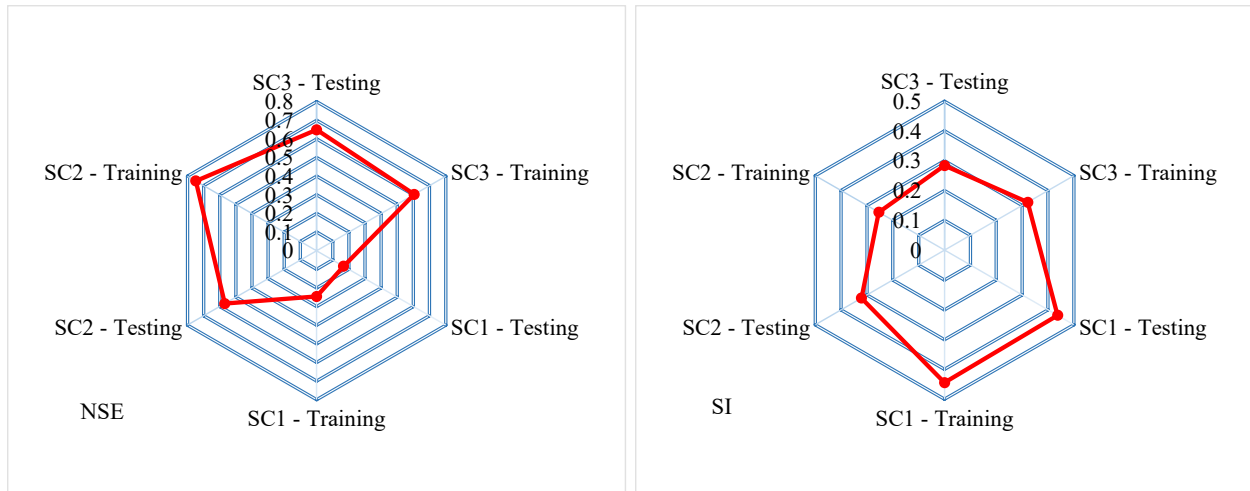 SC3 - Testing
0.8
0.7
0.6
0.5
0.4
0.3
0.2
0.1
0
SC2 - Training
SC3 - Training
SC2 - Testing
SC1 - Testing
SC1 - Training
NSE
SC3 - Testing
0.5
0.4
0.3
0.2
0.1
0
SC2 - Training
SC3 - Training
SC2 - Testing
SC1 - Testing
SC1 - Training
SI